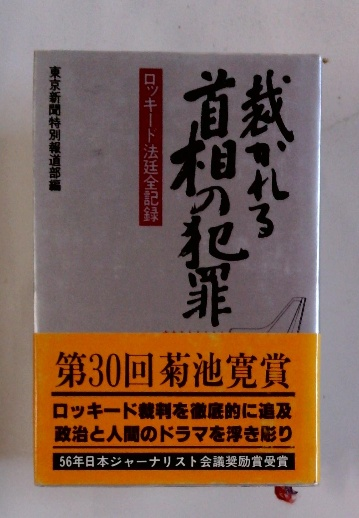 裁かれる
首相の犯罪
ロッキード法廷全記録
東京新聞特別報道部編
第30回菊池寛賞
ロッキード裁判を徹底的に追及
政治と人間のドラマを浮き彫り
56年日本ジャーナリスト会議奨励賞受賞